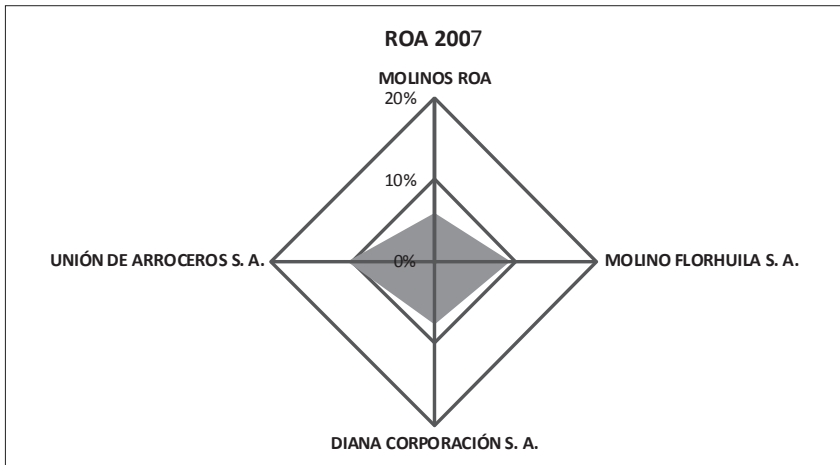 ROA 2007
MOLINOS ROA
20%
10%
UNIÓN DE ARROCEROS S. A.
0%
MOLINO FLORHUILA S. A.
DIANA CORPORACIÓN S. A.